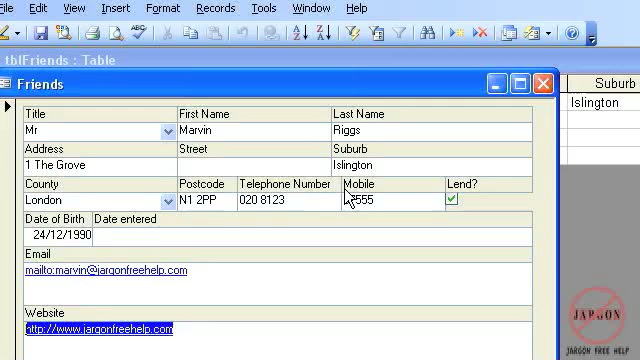 Insert Format Records Tools Window Help
tblFriends : Table
Friends
Suburb
Islington
Title First Name Last Name
Mr Marvin Riggs
Address Street Suburb
1 The Grove Islington
County Postcode Telephone Number Mobile Lend?
London N1 2PP 020 8123 555
Date of Birth Date entered
24/12/1990
Email
mailto:marvin@jargonfreehelp.com
Website
http://www.jargonfreehelp.com
JARGON
JARGON FREE HELP